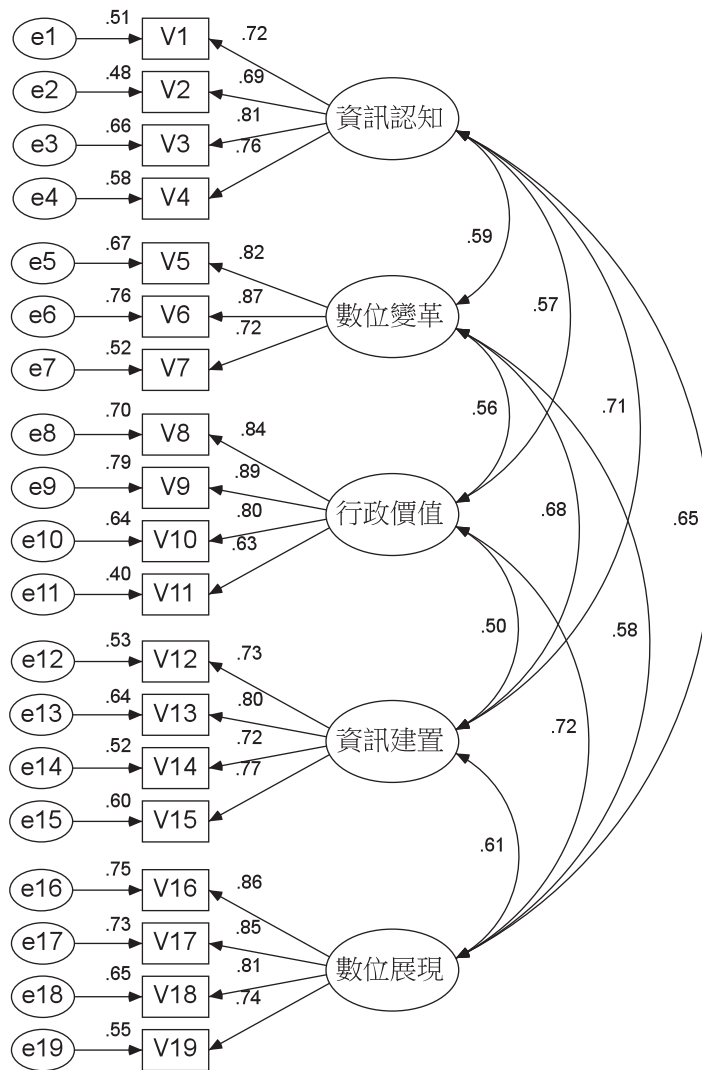 e1 .51 V1 .72
e2 .48 V2 .69
e3 .66 V3 .81
e4 .58 V4 .76
資訊認知
.59
e5 .67 V5 .82
e6 .76 V6 .87
e7 .52 V7 .72
數位變革
.57
.56
.71
e8 .70 V8 .84
e9 .79 V9 .89
e10 .64 V10 .80
e11 .40 V11 .63
行政價值
.68
.65
.50
.58
e12 .53 V12 .73
e13 .64 V13 .80
e14 .52 V14 .72
e15 .60 V15 .77
資訊建置
.72
.61
e16 .75 V16 .86
e17 .73 V17 .85
e18 .65 V18 .81
e19 .55 V19 .74
數位展現